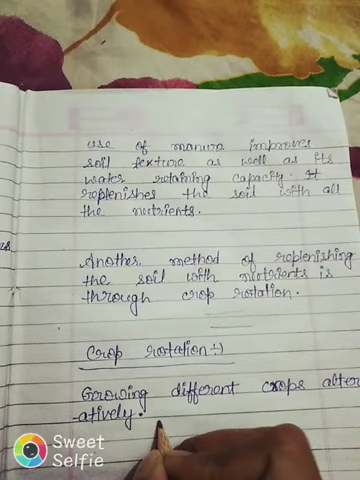 use of manure improves
soil texture as well as its
water retaining capacity. It
replenishes the soil with all
the nutrients.
Another method of replenishing
the soil with nutrients is
through crop rotation.
Crop rotation :-)
Growing different crops alter
atively.
Sweet
Selfie